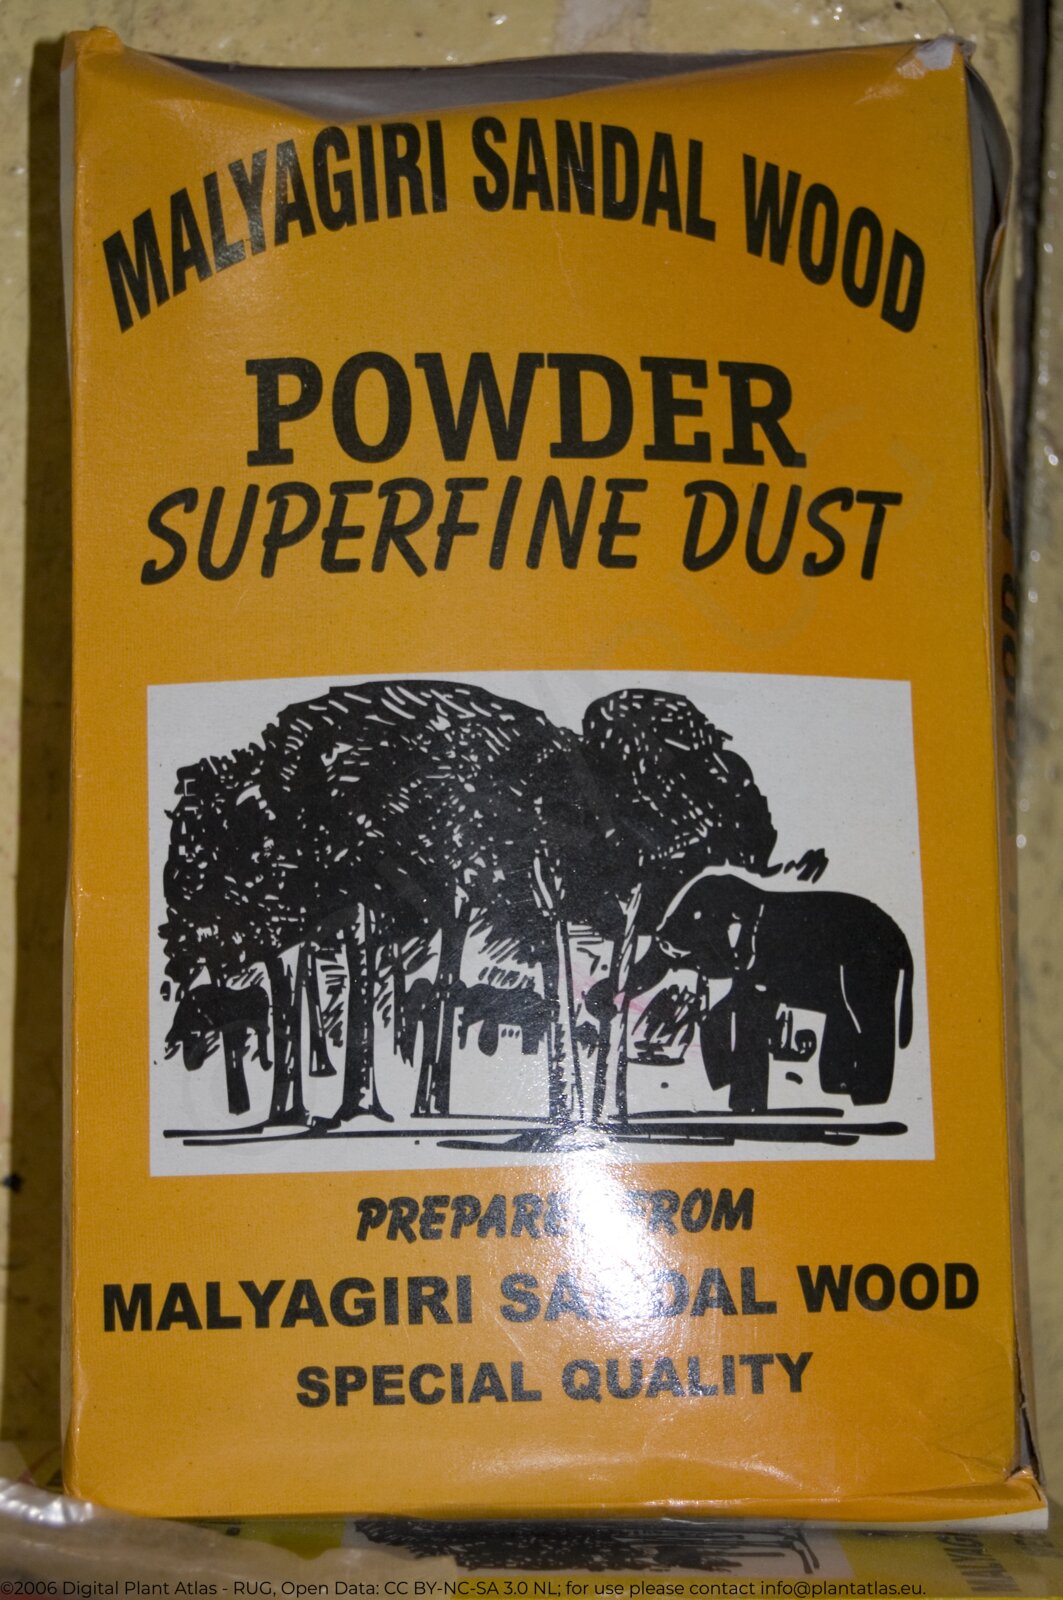 MALYAGIRI SANDAL WOOD
POWDER
SUPERFINE DUST
PREPARED FROM
MALYAGIRI SANDAL WOOD
SPECIAL QUALITY
©2006 Digital Plant Atlas - RUG, Open Data: CC BY-NC-SA 3.0 NL; for use please contact info@plantatlas.eu.